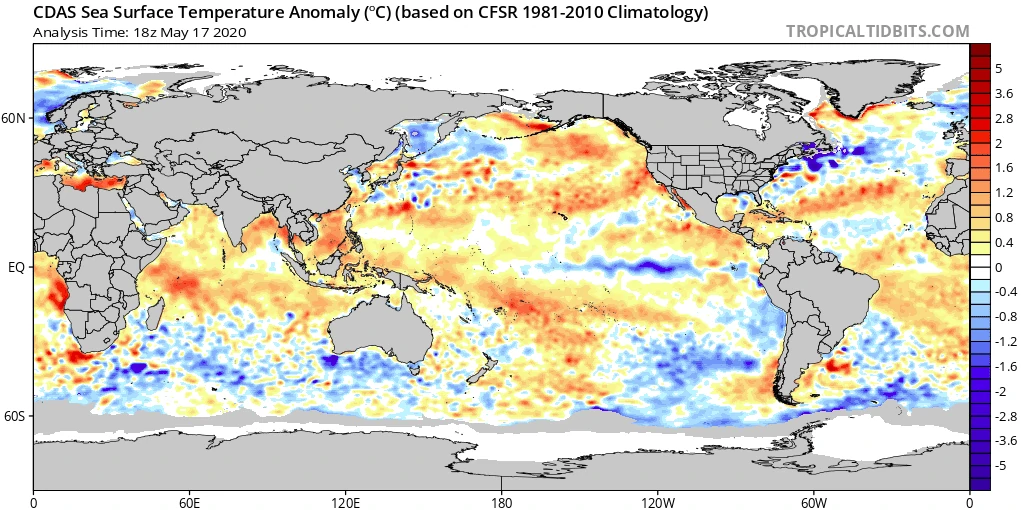 CDAS Sea Surface Temperature Anomaly (°C) (based on CFSR 1981-2010 Climatology)
Analysis Time: 18z May 17 2020
TROPICALTIDBITS.COM
60N
EQ
60S
0
60E
120E
180
120W
60W
0
5
3.6
2.8
2
1.6
1.2
0.8
0.4
0
-0.4
-0.8
-1.2
-1.6
-2
-2.8
-3.6
-5